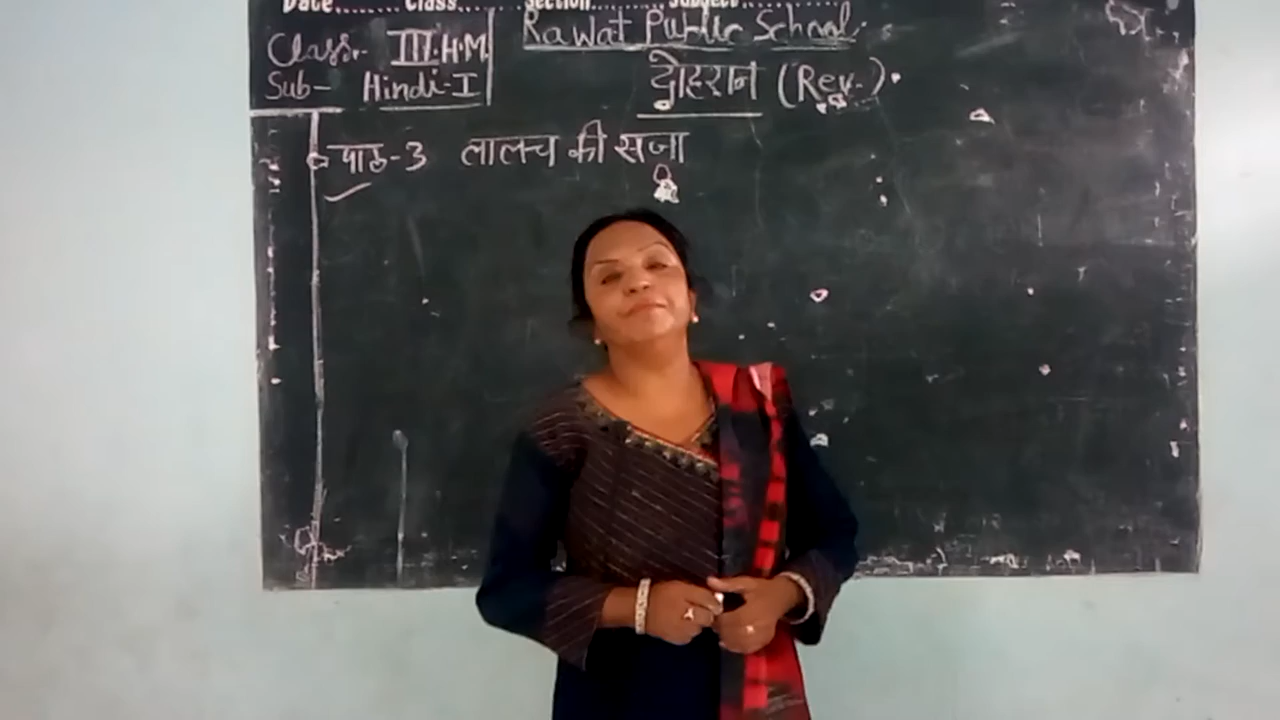 Date........ Class....... Section.......... Subject...............
Rawat Public School.
Class:- III.H.M
Sub- Hindi-I
दोहरान (Rev.)
पाठ-3 लालच की सजा